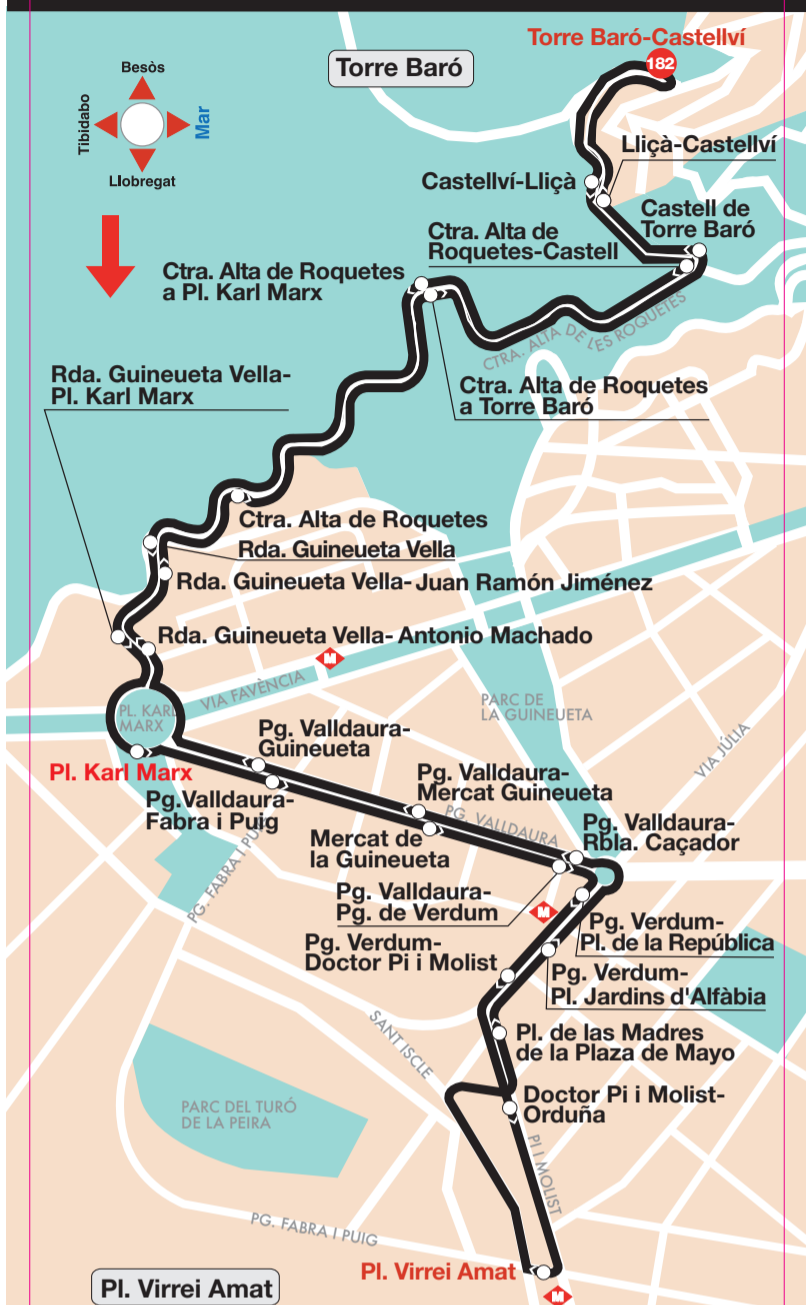 Torre Baró-Castellví
182
Torre Baró
Besòs
Tibidabo
Mar
Llobregat
Lliçà-Castellví
Castellví-Lliçà
Castell de
Torre Baró
Ctra. Alta de
Roquetes-Castell
Ctra. Alta de Roquetes
a Pl. Karl Marx
CTRA. ALTA DE LES ROQUETES
Rda. Guineueta Vella-
Pl. Karl Marx
Ctra. Alta de Roquetes
a Torre Baró
Ctra. Alta de Roquetes
Rda. Guineueta Vella
Rda. Guineueta Vella- Juan Ramón Jiménez
Rda. Guineueta Vella- Antonio Machado
M
VIA FAVÈNCIA
PL. KARL
MARX
PARC DE
LA GUINEUETA
VIA JÚLIA
Pl. Karl Marx
Pg. Valldaura-
Guineueta
Pg.Valldaura-
Fabra i Puig
Pg. Valldaura-
Mercat Guineueta
PG. VALLDAURA
Mercat de
la Guineueta
Pg. Valldaura-
Rbla. Caçador
PG. FABRA I PUIG
Pg. Valldaura-
Pg. de Verdum
M
Pg. Verdum-
Pl. de la República
Pg. Verdum-
Doctor Pi i Molist
Pg. Verdum-
Pl. Jardins d'Alfàbia
SANT ISCLE
Pl. de las Madres
de la Plaza de Mayo
PARC DEL TURÓ
DE LA PEIRA
Doctor Pi i Molist-
Orduña
PI I MOLIST
PG. FABRA I PUIG
Pl. Virrei Amat
Pl. Virrei Amat
M